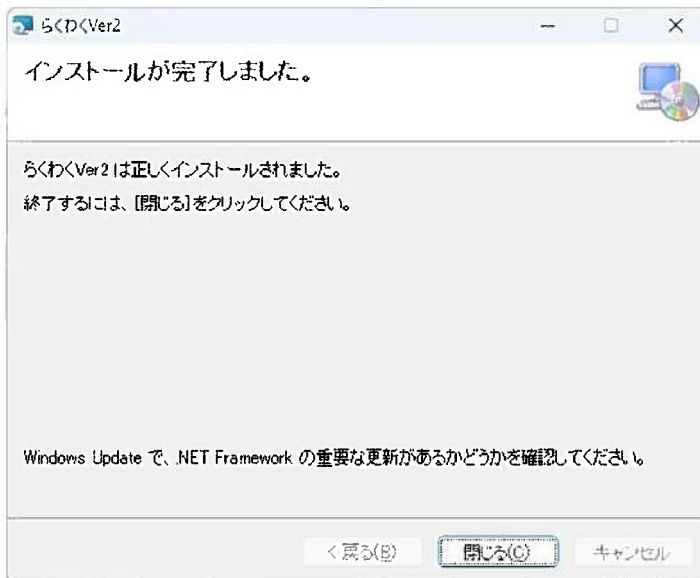 らくわくVer2
インストールが完了しました。
らくわくVer2 は正しくインストールされました。
終了するには、[閉じる]をクリックしてください。
Windows Update で、.NET Framework の重要な更新があるかどうかを確認してください。
< 戻る(B)
閉じる(C)
キャンセル